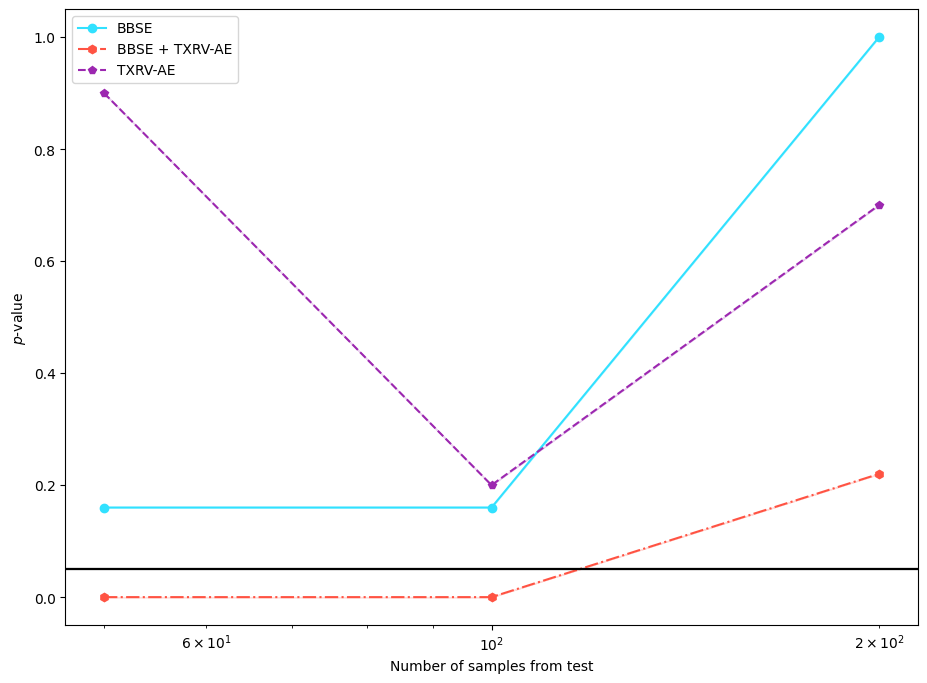 BBSE
BBSE + TXRV-AE
TXRV-AE
1.0
0.8
0.6
0.4
0.2
0.0
p-value
6 × 10¹
10²
2 × 10²
Number of samples from test